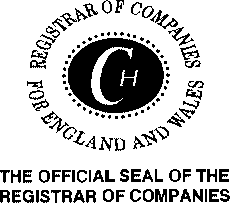 REGISTRAR OF COMPANIES
FOR ENGLAND AND WALES
CH
THE OFFICIAL SEAL OF THE
REGISTRAR OF COMPANIES